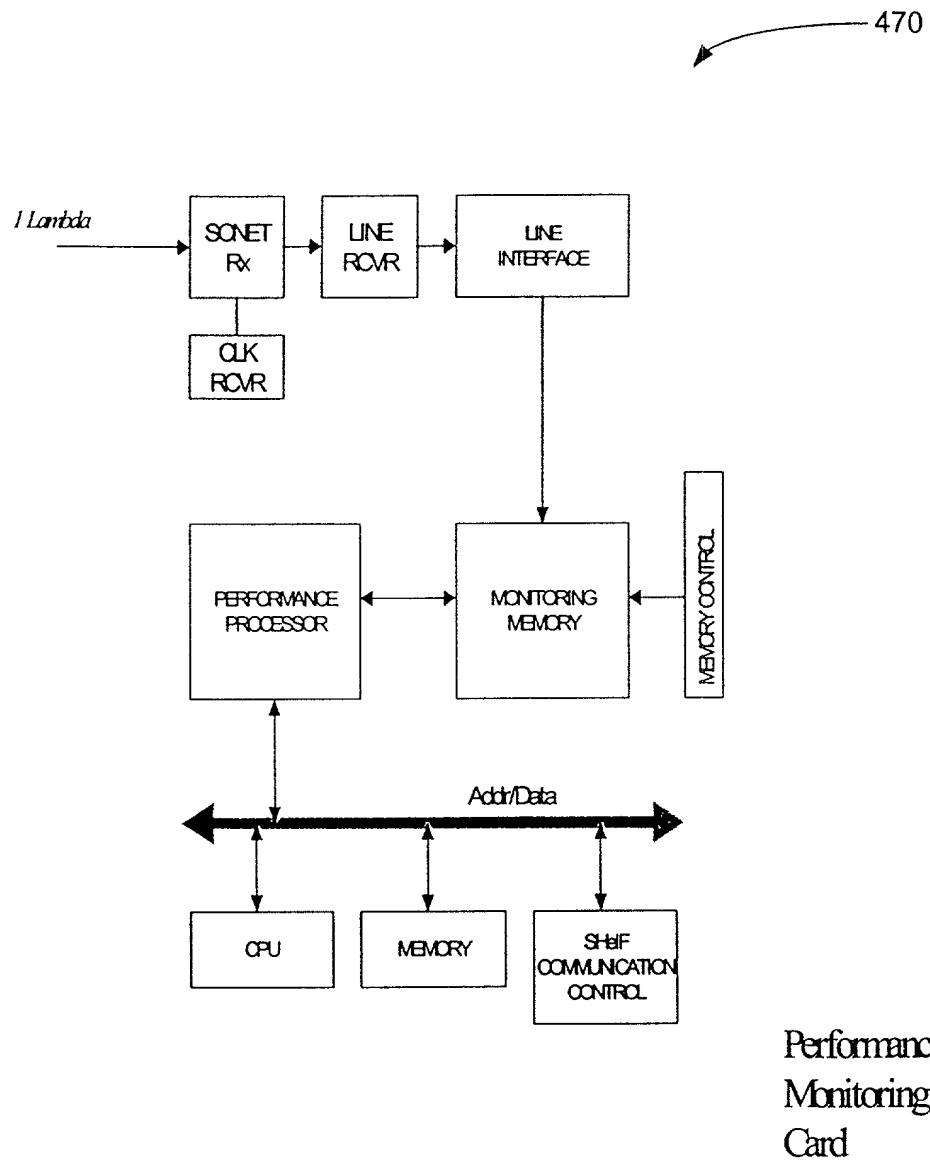 470
1 Lambda
SONET
Rx
LINE
RCVR
LINE
INTERFACE
CLK
RCVR
PERFORMANCE
PROCESSOR
MONITORING
MEMORY
MEMORY CONTROL
Addr/Data
CPU
MEMORY
SHelF
COMMUNICATION
CONTROL
Performanc
Monitoring
Card